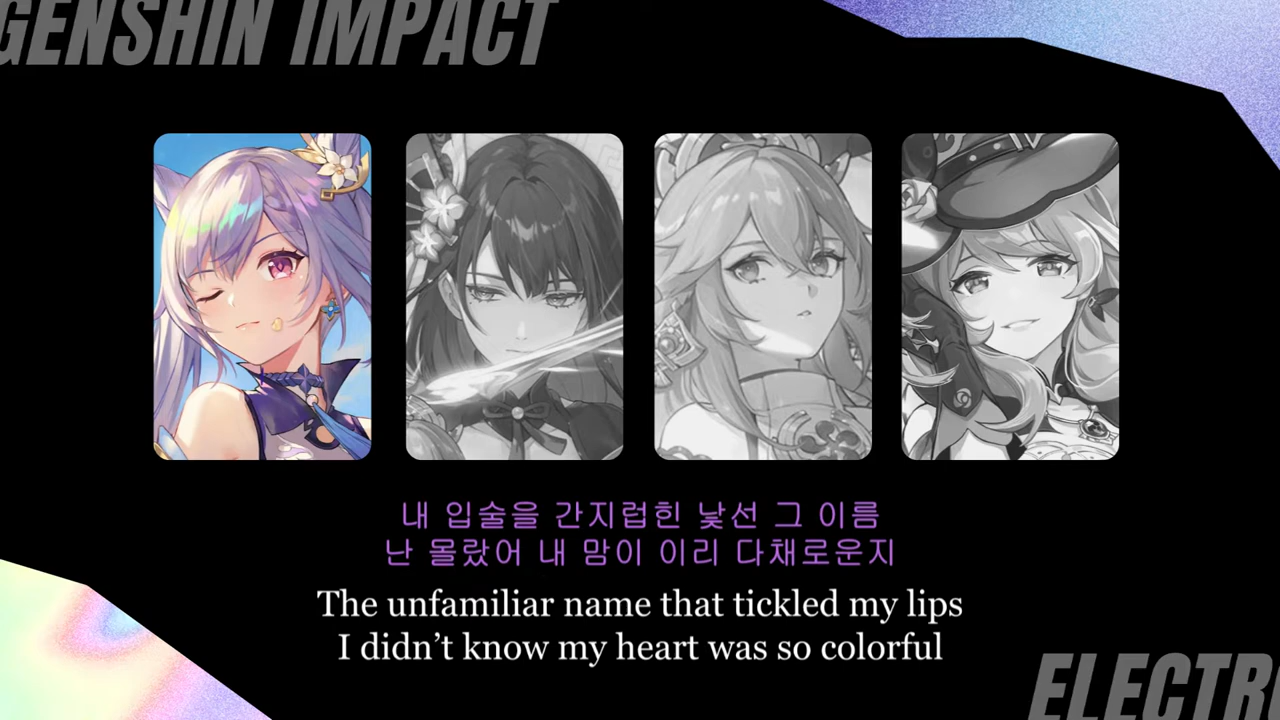 GENSHIN IMPACT
내 입술을 간지럽힌 낯선 그 이름
난 몰랐어 내 맘이 이리 다채로운지
The unfamiliar name that tickled my lips
I didn’t know my heart was so colorful
ELECTRO